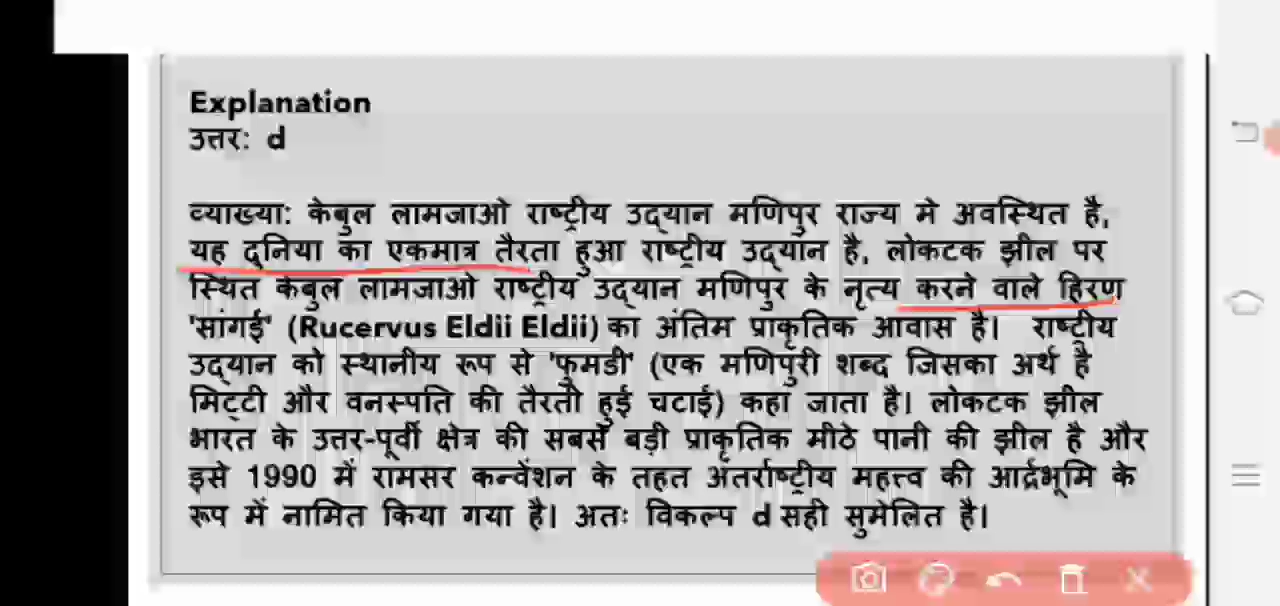 Explanation
उत्तर: d
व्याख्या: केबुल लामजाओ राष्ट्रीय उद्यान मणिपुर राज्य मे अवस्थित है,
यह दुनिया का एकमात्र तैरता हुआ राष्ट्रीय उद्यान है, लोकटक झील पर
स्थित केबुल लामजाओ राष्ट्रीय उद्यान मणिपुर के नृत्य करने वाले हिरण
'सांगई' (Rucervus Eldii Eldii) का अंतिम प्राकृतिक आवास है। राष्ट्रीय
उद्यान को स्थानीय रूप से 'फुमडी' (एक मणिपुरी शब्द जिसका अर्थ है
मिट्टी और वनस्पति की तैरती हुई चटाई) कहा जाता है। लोकटक झील
भारत के उत्तर-पूर्वी क्षेत्र की सबसे बड़ी प्राकृतिक मीठे पानी की झील है और
इसे 1990 में रामसर कन्वेंशन के तहत अंतर्राष्ट्रीय महत्त्व की आर्द्रभूमि के
रूप में नामित किया गया है। अतः विकल्प d सही सुमेलित है।